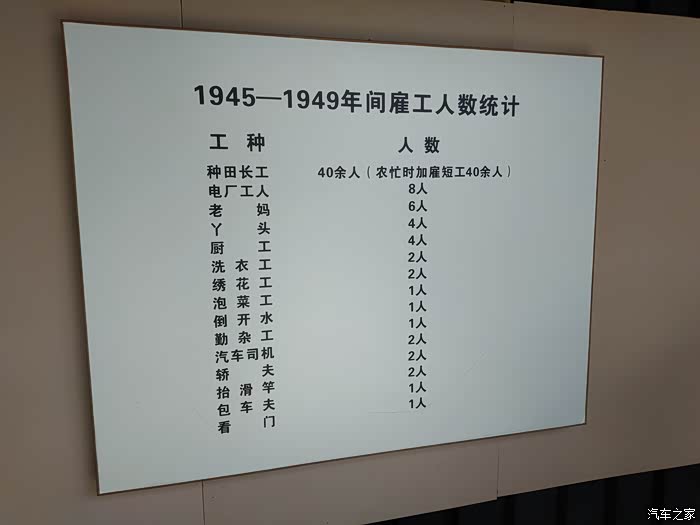 1945—1949年间雇工人数统计
工种 人数
种田长工 40余人（农忙时加雇短工40余人）
电厂工人 8人
老妈 6人
丫头 4人
厨工 4人
洗衣工 2人
绣花工 2人
泡菜工 1人
倒开水 1人
勤杂工 1人
汽车司机 2人
轿夫 2人
抬滑竿 2人
包车夫 1人
看门 1人
汽车之家